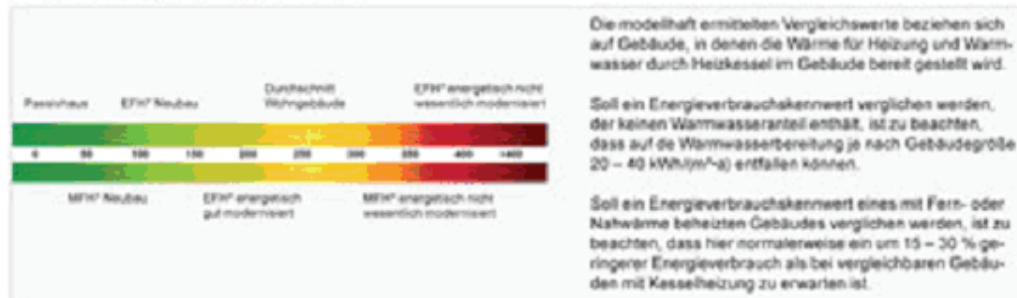 Durchschnitt EFH* energetisch nicht
Passivhaus EFH* Neubau Wohngebäude wesentlich modernisiert
0 50 100 150 200 250 300 350 400 >400
MFH* Neubau EFH* energetisch MFH* energetisch nicht
gut modernisiert wesentlich modernisiert
Die modellhaft ermittelten Vergleichswerte beziehen sich
auf Gebäude, in denen die Wärme für Heizung und Warm-
wasser durch Heizkessel im Gebäude bereit gestellt wird.
Soll ein Energieverbrauchskennwert verglichen werden,
der keinen Warmwasseranteil enthält, ist zu beachten,
dass auf die Warmwasserbereitung je nach Gebäudegröße
20 – 40 kWh/(m²·a) entfallen können.
Soll ein Energieverbrauchskennwert eines mit Fern- oder
Nahwärme beheizten Gebäudes verglichen werden, ist zu
beachten, dass hier normalerweise ein um 15 – 30 % ge-
ringerer Energieverbrauch als bei vergleichbaren Gebäu-
den mit Kesselheizung zu erwarten ist.